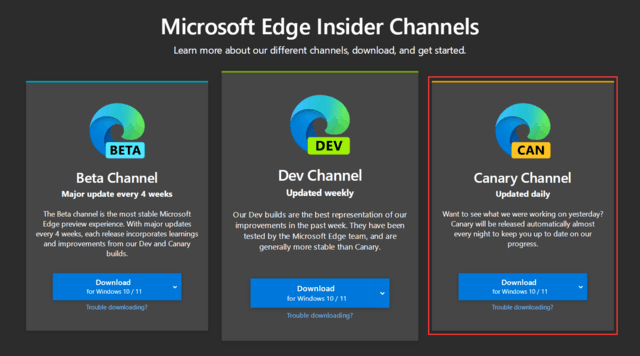 Microsoft Edge Insider Channels
Learn more about our different channels, download, and get started.
BETA
Beta Channel
Major update every 4 weeks
The Beta channel is the most stable Microsoft
Edge preview experience. With major updates
every 4 weeks, each release incorporates learnings
and improvements from our Dev and Canary
builds.
Download
for Windows 10 / 11
Trouble downloading?
DEV
Dev Channel
Updated weekly
Our Dev builds are the best representation of our
improvements in the past week. They have been
tested by the Microsoft Edge team, and are
generally more stable than Canary.
Download
for Windows 10 / 11
Trouble downloading?
CAN
Canary Channel
Updated daily
Want to see what we were working on yesterday?
Canary will be released automatically almost
every night to keep you up to date on our
progress.
Download
for Windows 10 / 11
Trouble downloading?